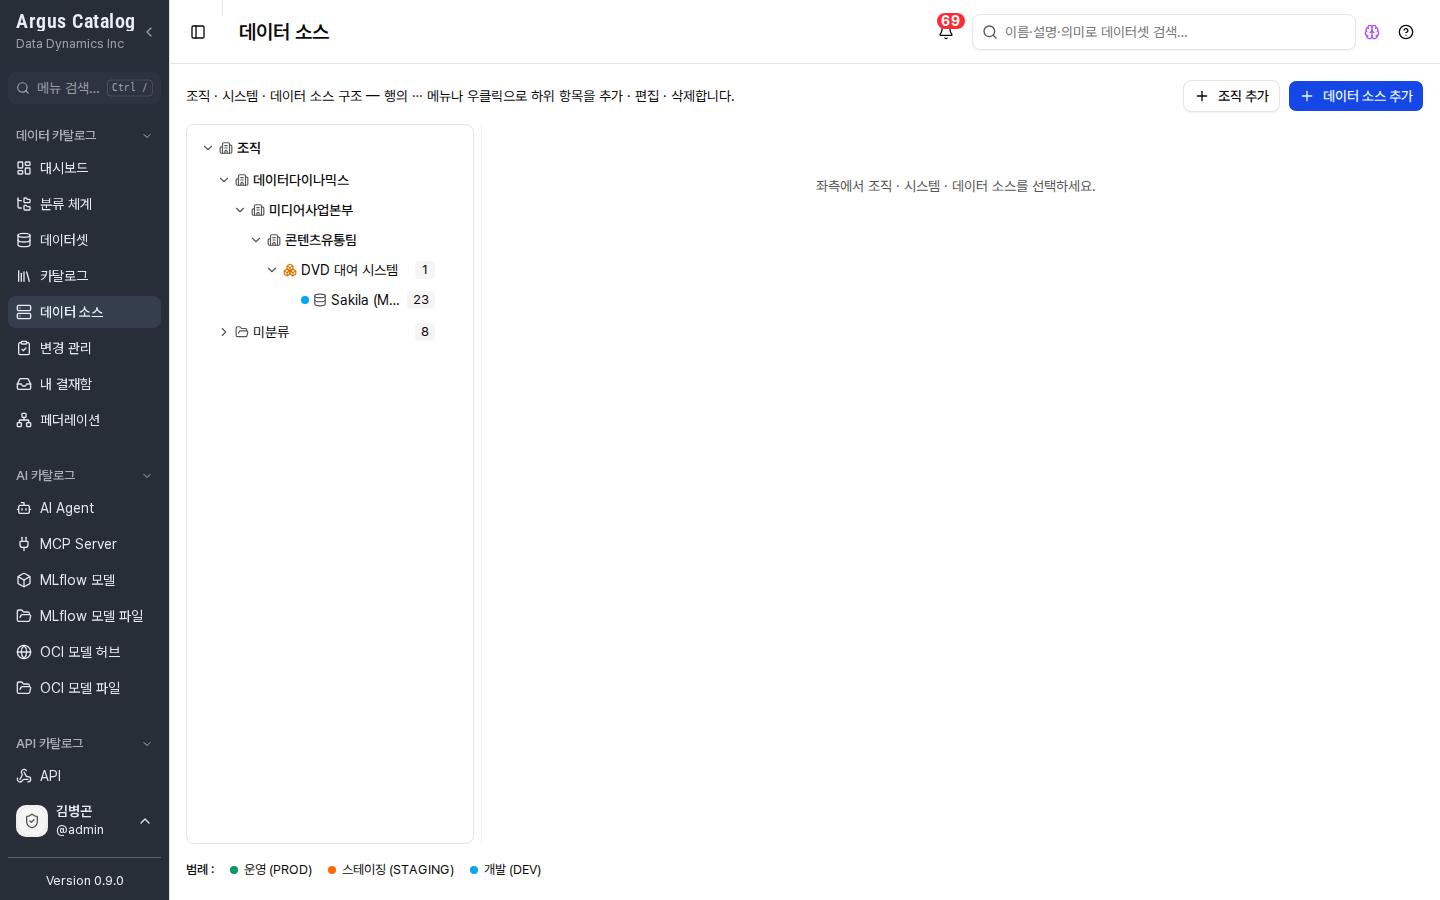 Argus Catalog
Data Dynamics Inc
메뉴 검색... Ctrl /
데이터 카탈로그
대시보드
분류 체계
데이터셋
카탈로그
데이터 소스
변경 관리
내 결재함
페더레이션
AI 카탈로그
AI Agent
MCP Server
MLflow 모델
MLflow 모델 파일
OCI 모델 허브
OCI 모델 파일
API 카탈로그
API
김병곤
@admin
Version 0.9.0
데이터 소스
69
이름·설명·의미로 데이터셋 검색...
조직 · 시스템 · 데이터 소스 구조 — 행의 ··· 메뉴나 우클릭으로 하위 항목을 추가 · 편집 · 삭제합니다.
조직 추가
데이터 소스 추가
조직
데이터다이나믹스
미디어사업본부
콘텐츠유통팀
DVD 대여 시스템 1
Sakila (M... 23
미분류 8
좌측에서 조직 · 시스템 · 데이터 소스를 선택하세요.
범례 : 운영 (PROD) 스테이징 (STAGING) 개발 (DEV)